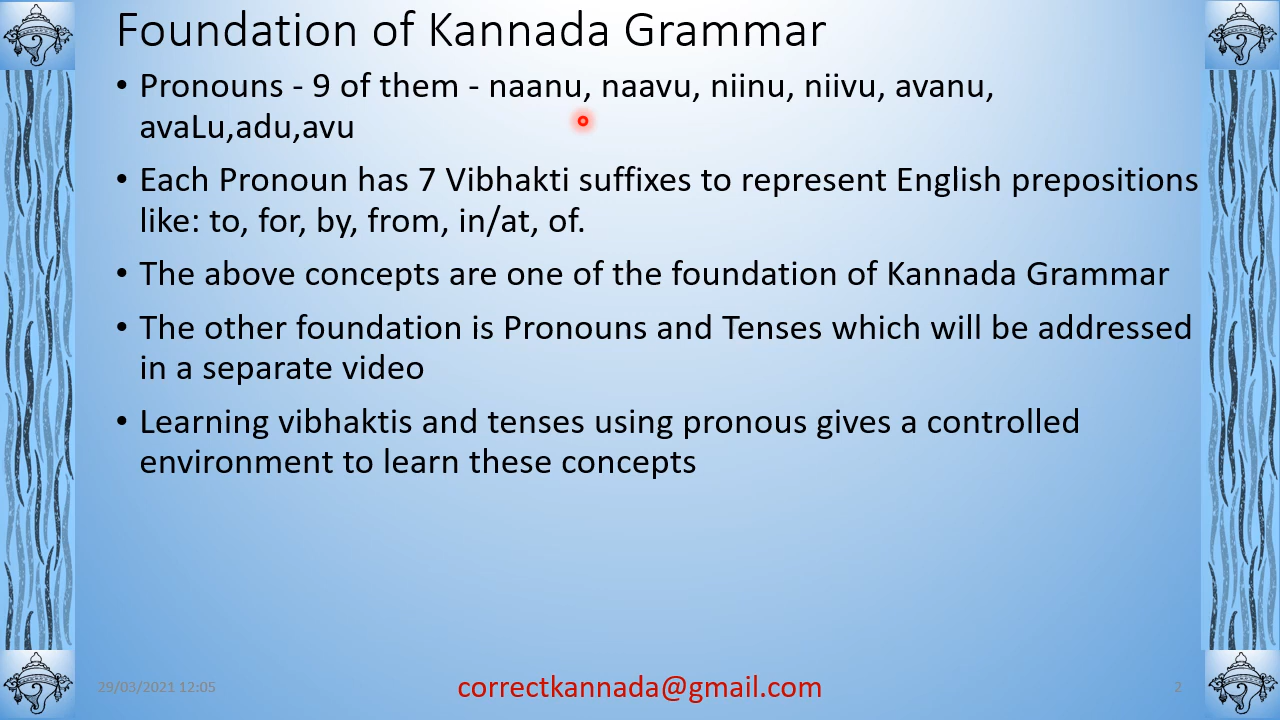 Foundation of Kannada Grammar
• Pronouns - 9 of them - naanu, naavu, niinu, niivu, avanu,
avaLu,adu,avu
• Each Pronoun has 7 Vibhakti suffixes to represent English prepositions
like: to, for, by, from, in/at, of.
• The above concepts are one of the foundation of Kannada Grammar
• The other foundation is Pronouns and Tenses which will be addressed
in a separate video
• Learning vibhaktis and tenses using pronous gives a controlled
environment to learn these concepts
29/03/2021 12:05
correctkannada@gmail.com
2